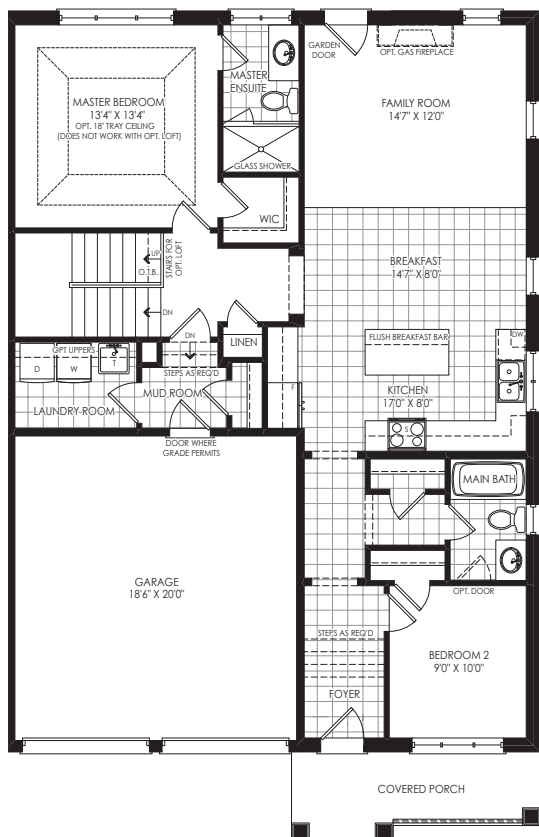 GARDEN
DOOR
OPT. GAS FIREPLACE
MASTER
ENSUITE
MASTER BEDROOM
13'4" X 13'4"
OPT. 18" TRAY CEILING
(DOES NOT WORK WITH OPT. LOFT)
FAMILY ROOM
14'7" X 12'0"
GLASS SHOWER
WIC
STAIRS FOR
OPT. LOFT
UP
O.T.B.
BREAKFAST
14'7" X 8'0"
DN
DN
LINEN
FLUSH BREAKFAST BAR
DW
OPT UPPERS
D
W
T
STEPS AS REQ'D
MUD ROOM
LAUNDRY ROOM
F
KITCHEN
17'0" X 8'0"
S
DOOR WHERE
GRADE PERMITS
MAIN BATH
GARAGE
18'6" X 20'0"
OPT. DOOR
STEPS AS REQ'D
BEDROOM 2
9'0" X 10'0"
FOYER
COVERED PORCH